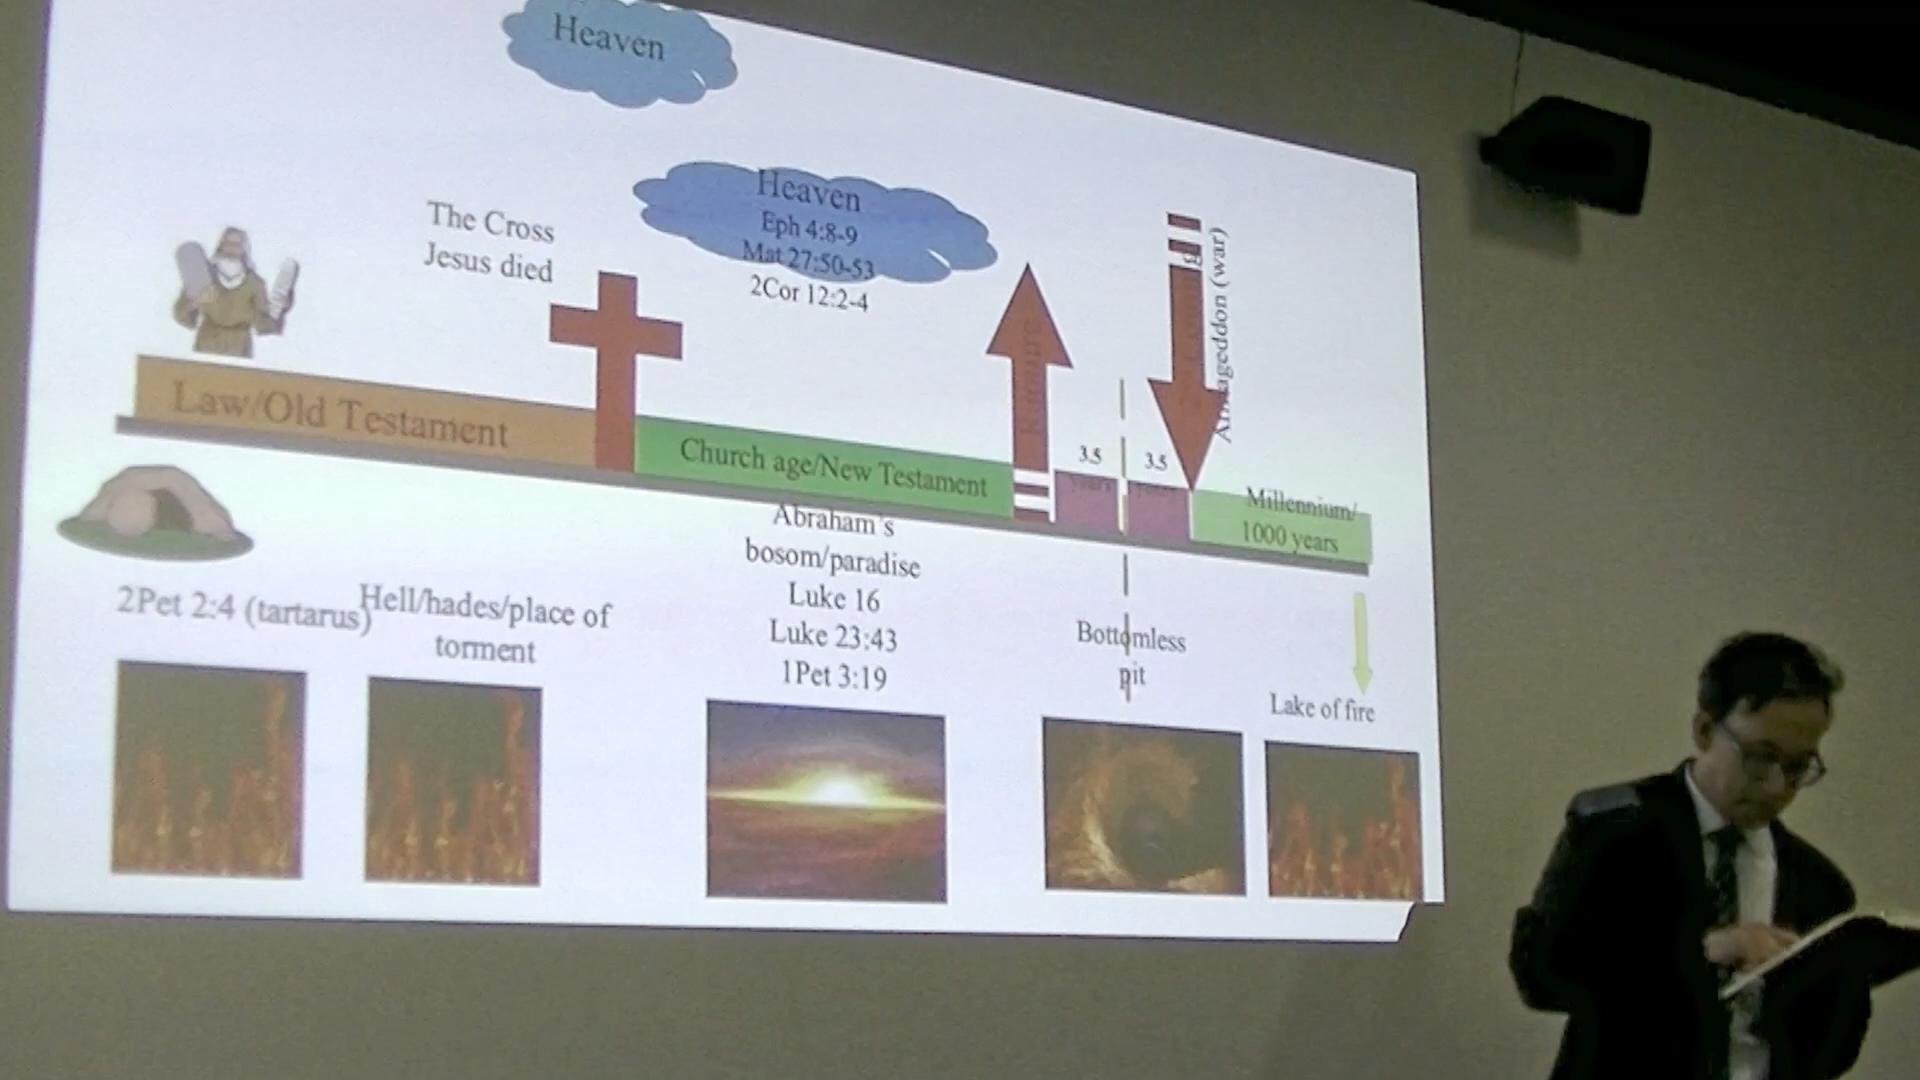 Heaven
Heaven
Eph 4:8-9
Mat 27:50-53
2Cor 12:2-4
The Cross
Jesus died
Law/Old Testament
Church age/New Testament
Rapture
3.5
years
3.5
years
Armageddon (war)
Millennium/
1000 years
2Pet 2:4 (tartarus)
Hell/hades/place of
torment
Abraham's
bosom/paradise
Luke 16
Luke 23:43
1Pet 3:19
Bottomless
pit
Lake of fire